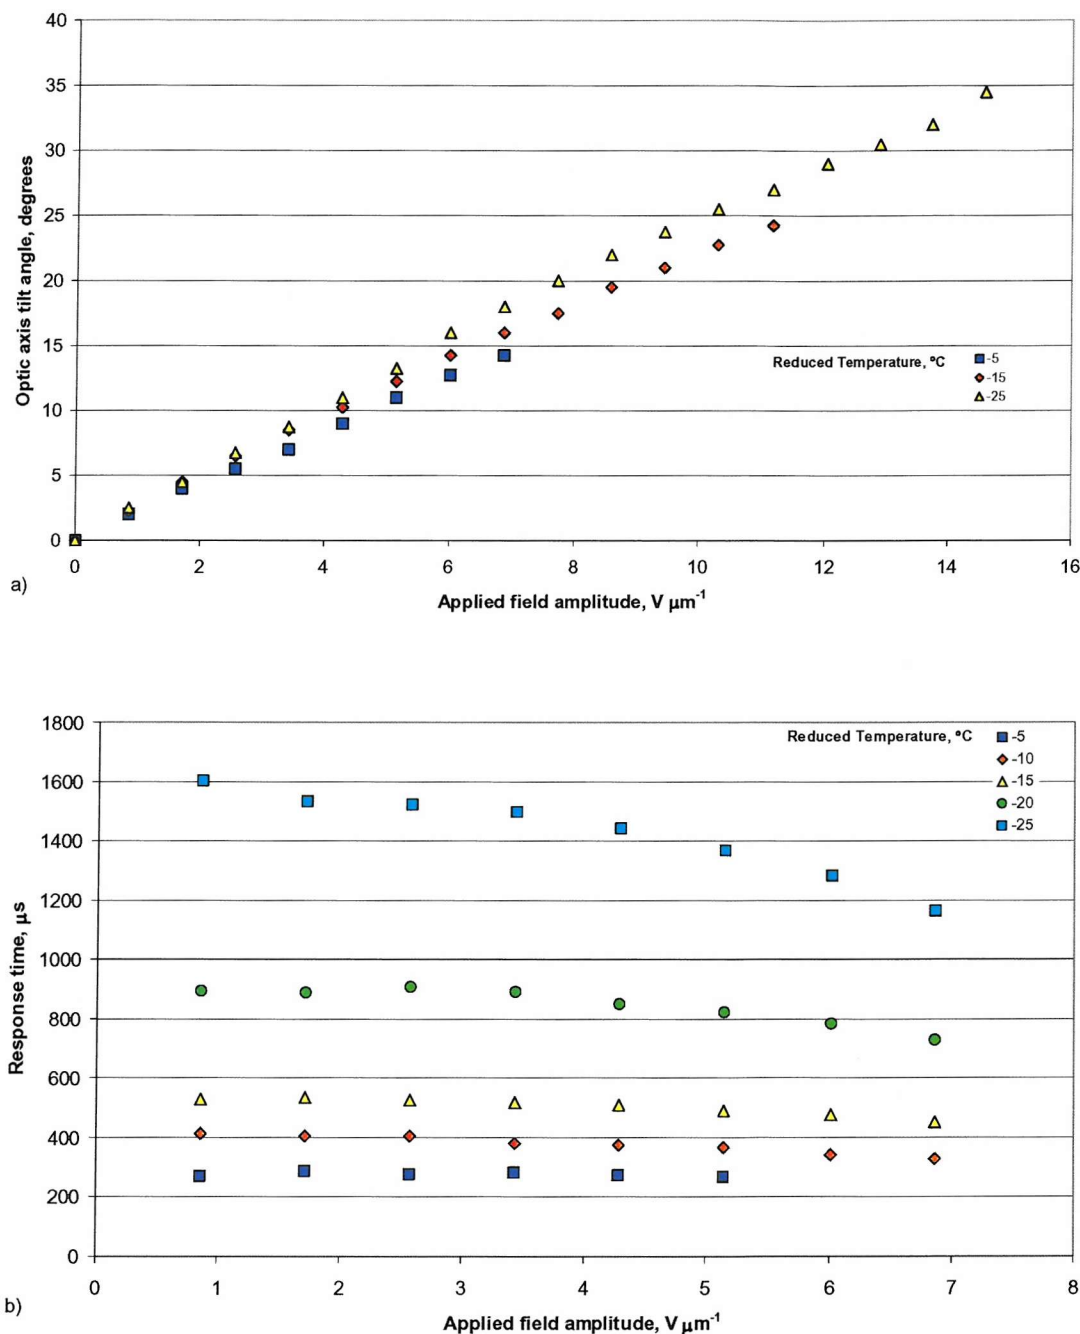 40
35
30
25
20
15
10
5
0
Optic axis tilt angle, degrees
Reduced Temperature, ºC
-5
-15
-25
0 2 4 6 8 10 12 14 16
Applied field amplitude, V μm⁻¹
a)
1800
1600
1400
1200
1000
800
600
400
200
0
Response time, μs
Reduced Temperature, ºC
-5
-10
-15
-20
-25
0 1 2 3 4 5 6 7 8
Applied field amplitude, V μm⁻¹
b)